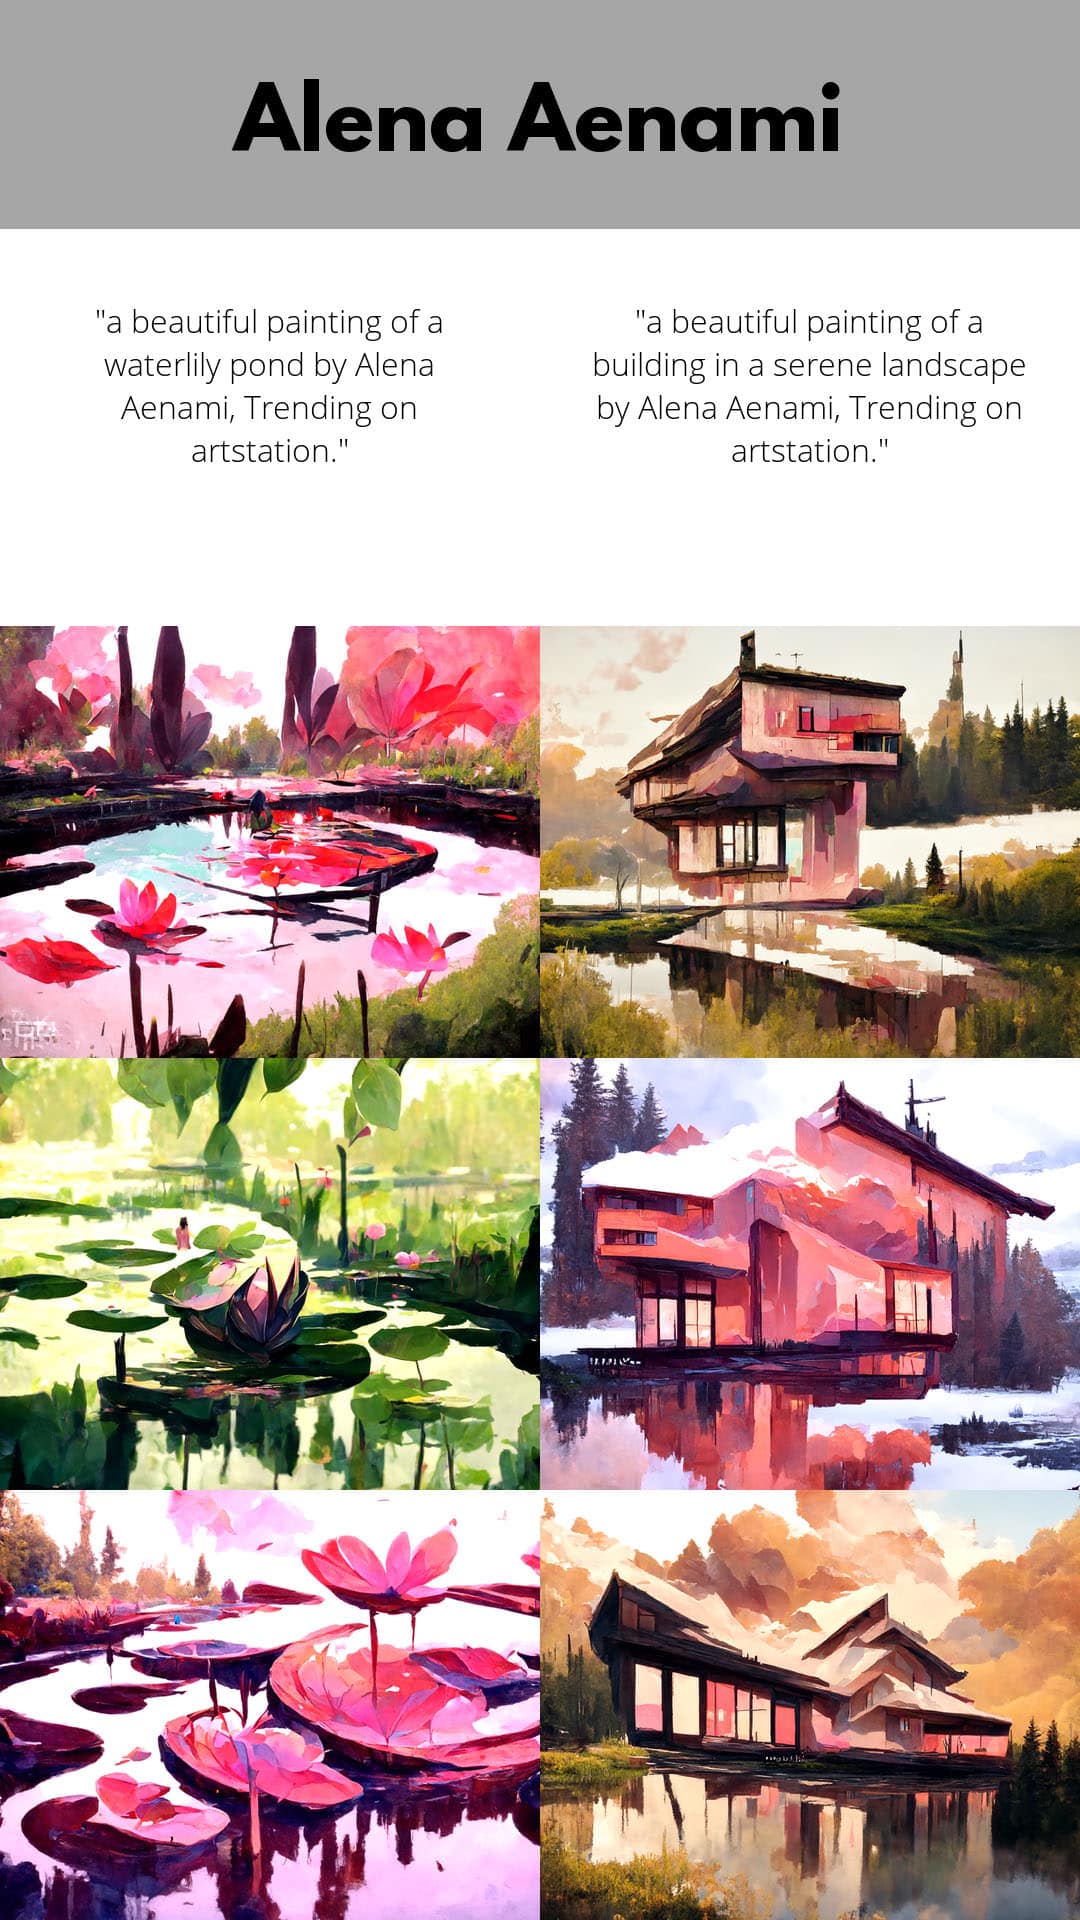 Alena Aenami
"a beautiful painting of a
waterlily pond by Alena
Aenami, Trending on
artstation."
"a beautiful painting of a
building in a serene landscape
by Alena Aenami, Trending on
artstation."